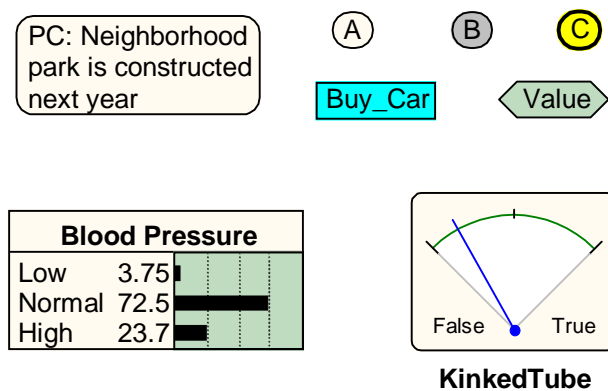 PC: Neighborhood
park is constructed
next year
A
B
C
Buy_Car
Value
Blood Pressure
Low 3.75
Normal 72.5
High 23.7
False True
KinkedTube